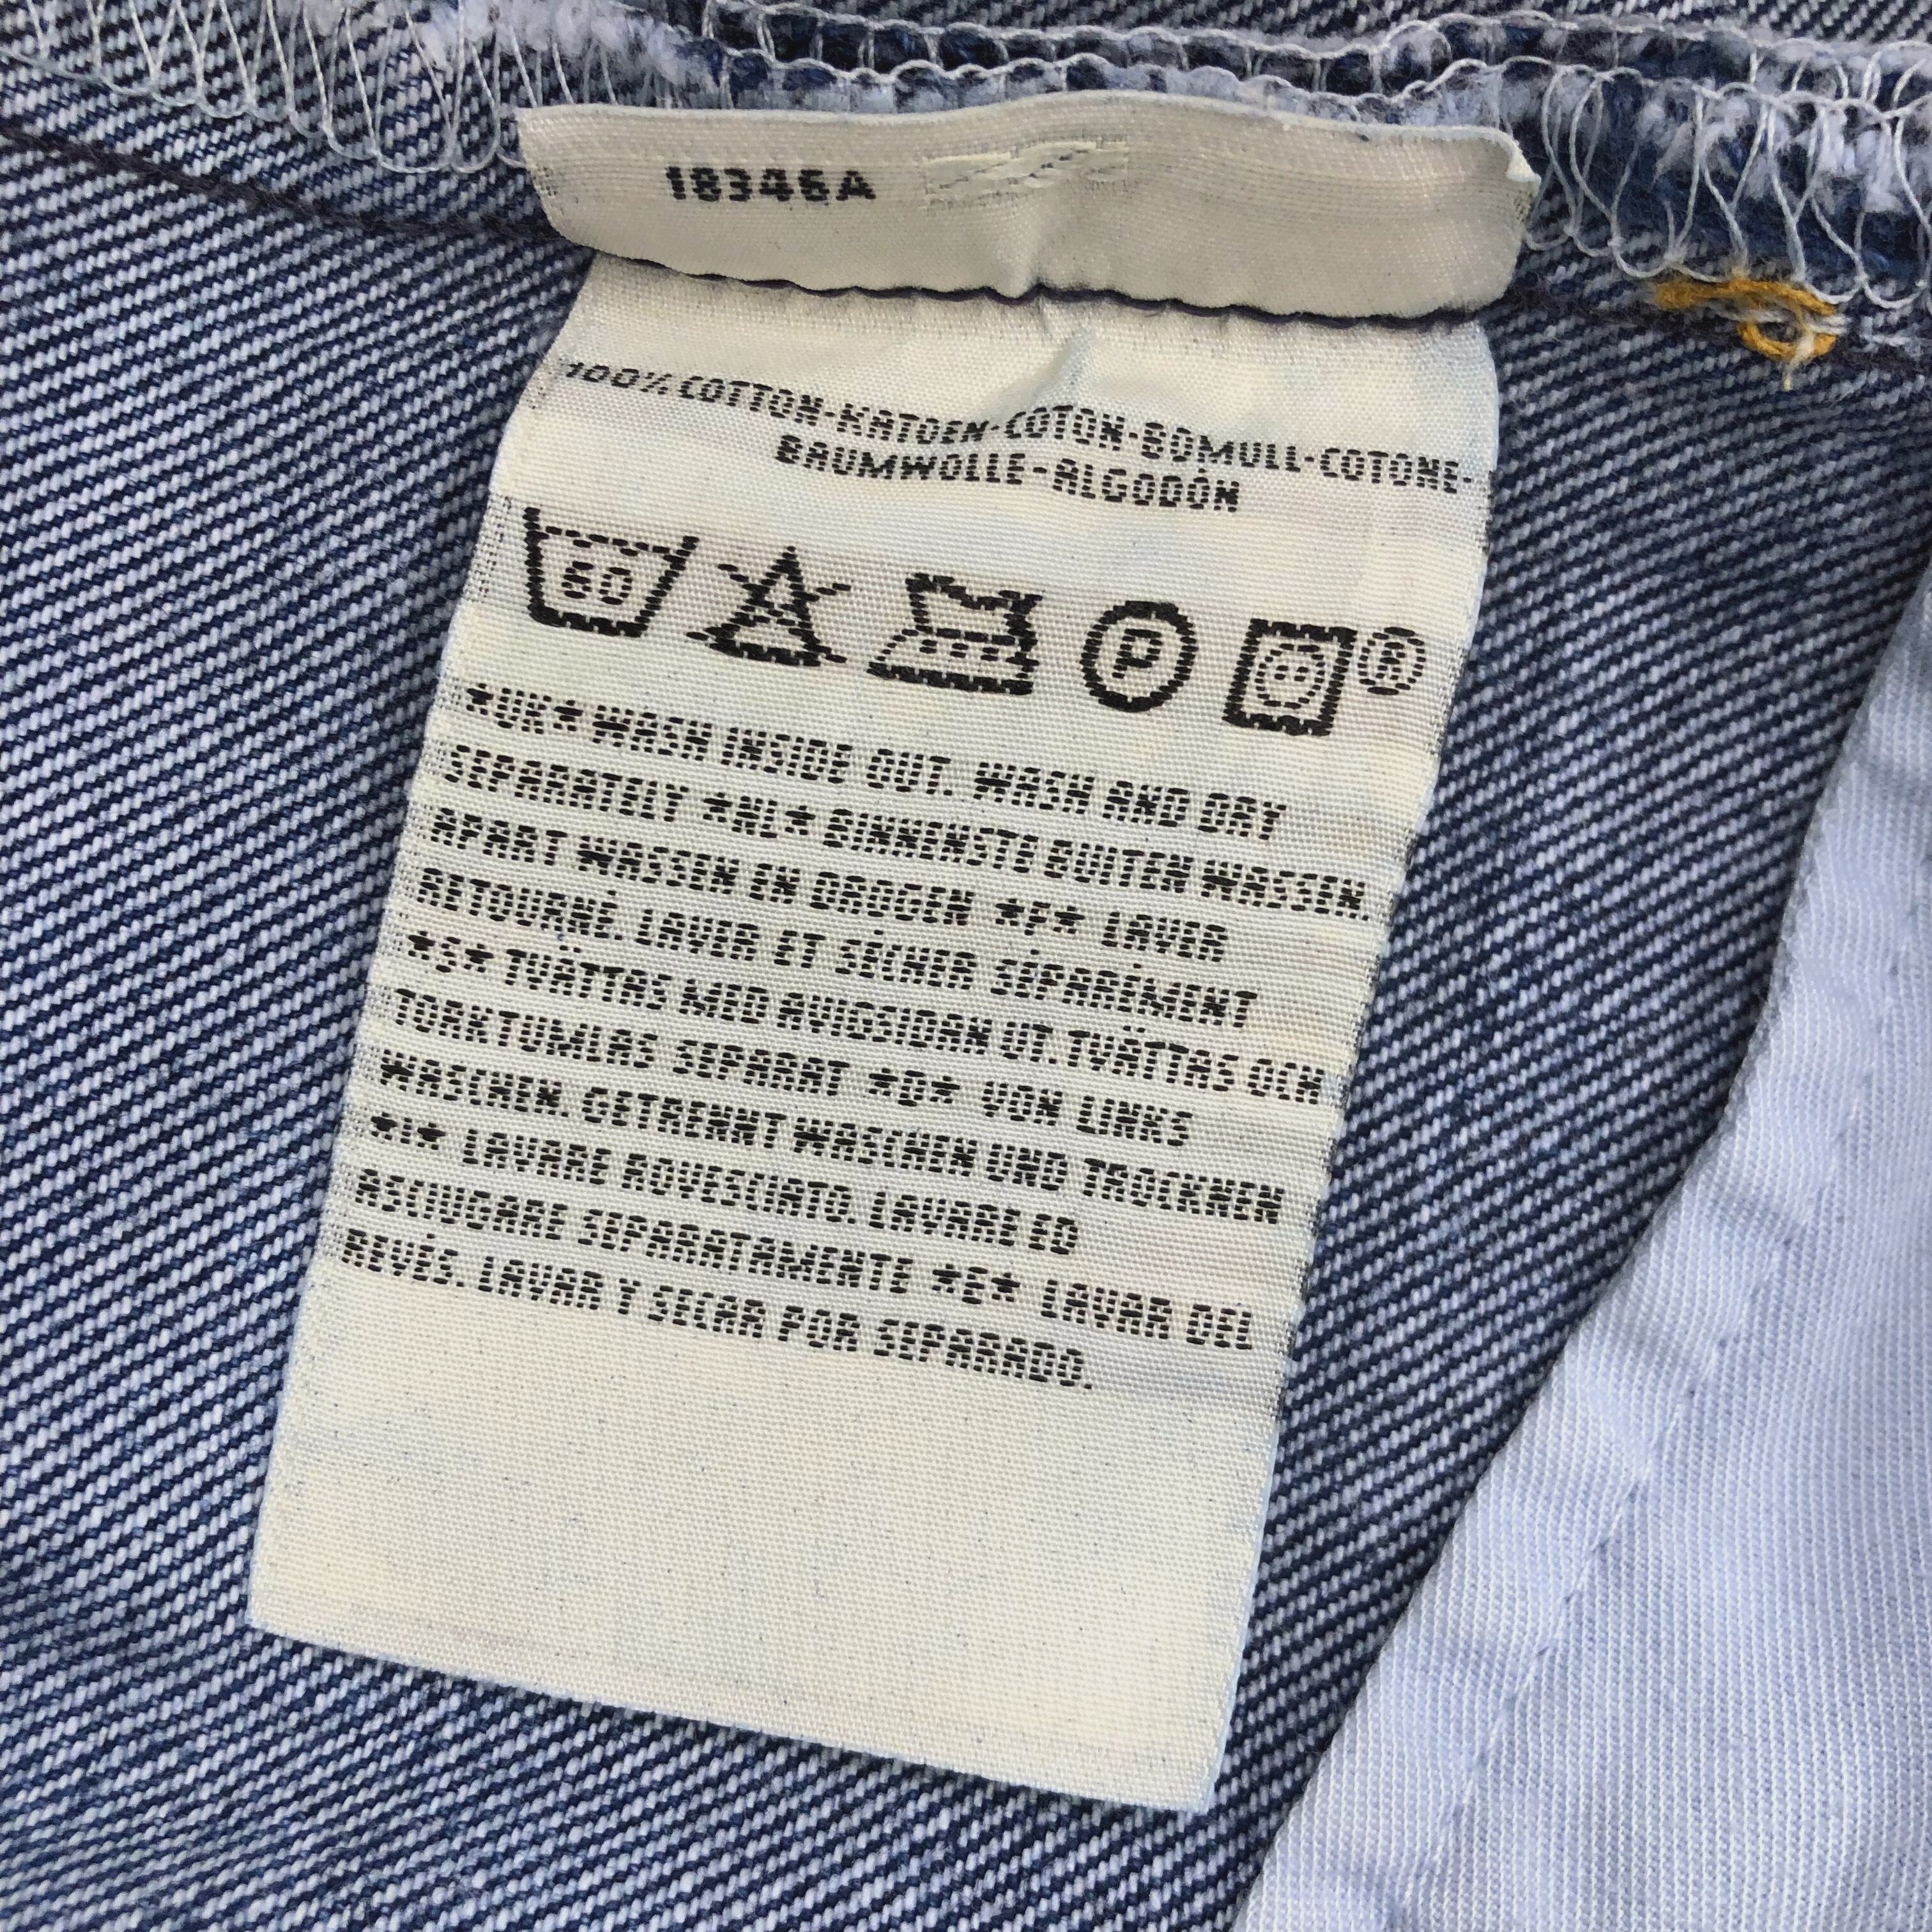 18346A
100% COTTON-KATOEN-COTON-BOMULL-COTONE-
BAUMWOLLE-ALGODÓN
60 P ®
*UK* WASH INSIDE OUT. WASH AND DRY
SEPARATELY *NL* BINNENSTE BUITEN WASSEN.
APART WASSEN EN DROGEN *F* LAVER
RETOURNÉ. LAVER ET SÉCHER SÉPARÉMENT
*S* TVÄTTAS MED AVIGSIDAN UT. TVÄTTAS OCH
TORKTUMLAS SEPARAT *D* VON LINKS
WASCHEN. GETRENNT WASCHEN UND TROCKNEN
*I* LAVARE ROVESCIATO. LAVARE ED
ASCIUGARE SEPARATAMENTE *E* LAVAR DEL
REVÉS. LAVAR Y SECAR POR SEPARADO.